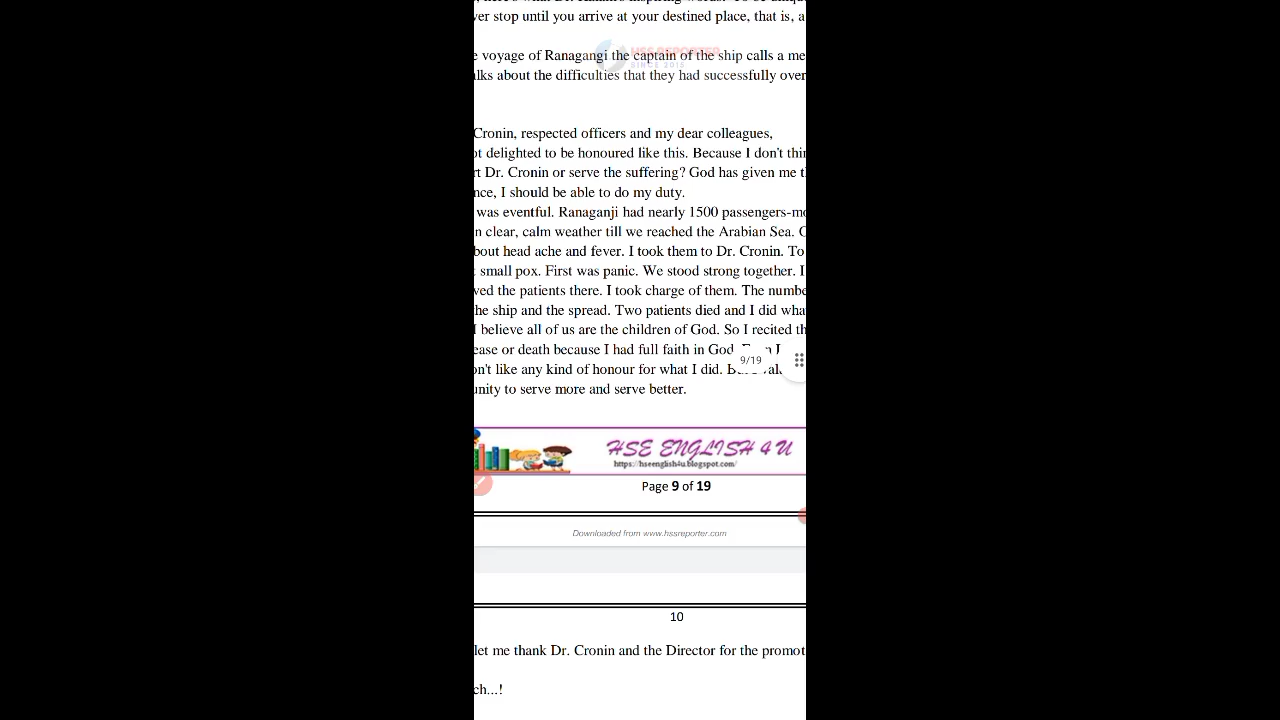 ver stop until you arrive at your destined place, that is, a
HSS REPORTER
SINCE 2015
e voyage of Ranagangi the captain of the ship calls a me
lks about the difficulties that they had successfully over
Cronin, respected officers and my dear colleagues,
ot delighted to be honoured like this. Because I don't thin
rt Dr. Cronin or serve the suffering? God has given me t
nce, I should be able to do my duty.
was eventful. Ranaganji had nearly 1500 passengers-mo
n clear, calm weather till we reached the Arabian Sea. O
bout head ache and fever. I took them to Dr. Cronin. To
small pox. First was panic. We stood strong together. I
ved the patients there. I took charge of them. The numbe
he ship and the spread. Two patients died and I did wha
I believe all of us are the children of God. So I recited th
ease or death because I had full faith in God.
9/19
on't like any kind of honour for what I did.
unity to serve more and serve better.
HSE ENGLISH 4 U
https://hseenglish4u.blogspot.com/
Page 9 of 19
Downloaded from www.hssreporter.com
10
let me thank Dr. Cronin and the Director for the promot
ch...!